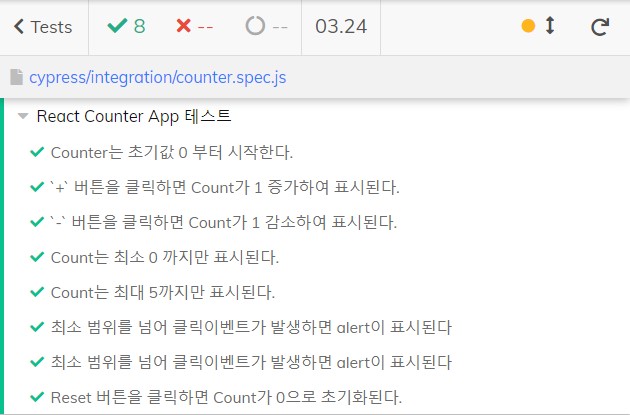 Tests 8 -- -- 03.24
cypress/integration/counter.spec.js
React Counter App 테스트
Counter는 초기값 0 부터 시작한다.
`+` 버튼을 클릭하면 Count가 1 증가하여 표시된다.
`-` 버튼을 클릭하면 Count가 1 감소하여 표시된다.
Count는 최소 0 까지만 표시된다.
Count는 최대 5까지만 표시된다.
최소 범위를 넘어 클릭이벤트가 발생하면 alert이 표시된다
최소 범위를 넘어 클릭이벤트가 발생하면 alert이 표시된다
Reset 버튼을 클릭하면 Count가 0으로 초기화된다.